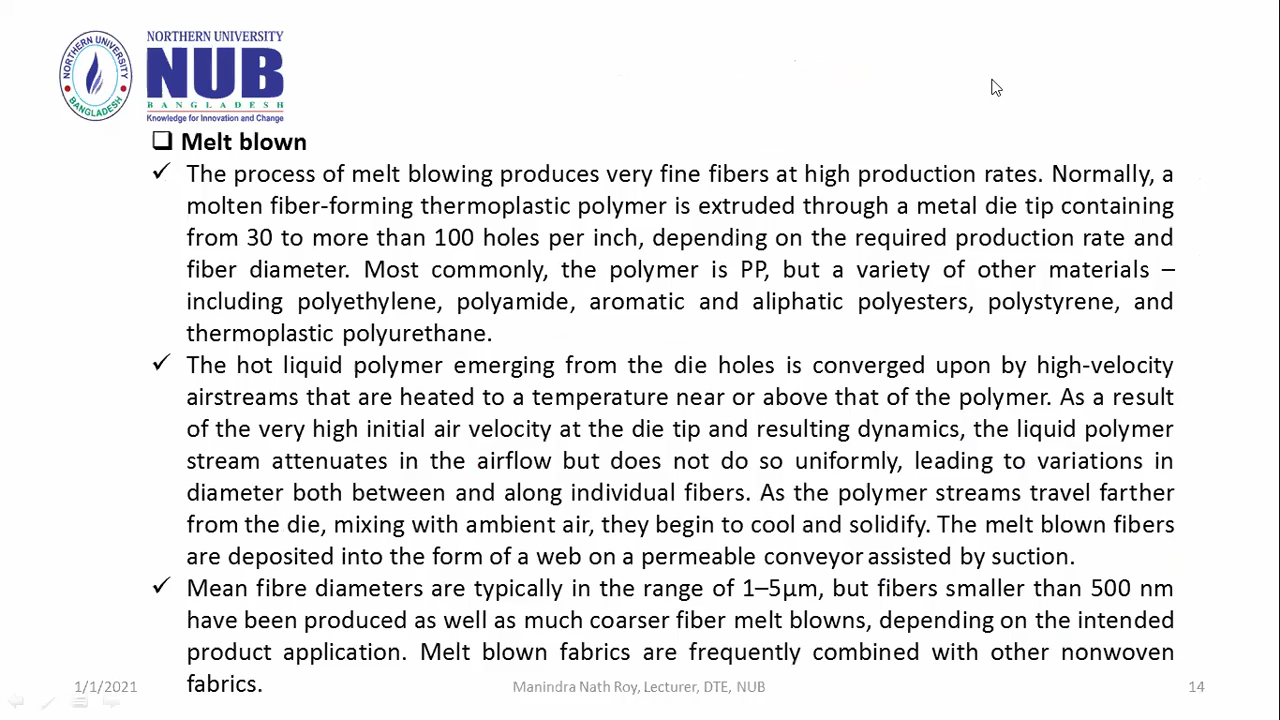 NORTHERN UNIVERSITY
BANGLADESH
NORTHERN UNIVERSITY
NUB
BANGLADESH
Knowledge for Innovation and Change
Melt blown
The process of melt blowing produces very fine fibers at high production rates. Normally, a
molten fiber-forming thermoplastic polymer is extruded through a metal die tip containing
from 30 to more than 100 holes per inch, depending on the required production rate and
fiber diameter. Most commonly, the polymer is PP, but a variety of other materials –
including polyethylene, polyamide, aromatic and aliphatic polyesters, polystyrene, and
thermoplastic polyurethane.
The hot liquid polymer emerging from the die holes is converged upon by high-velocity
airstreams that are heated to a temperature near or above that of the polymer. As a result
of the very high initial air velocity at the die tip and resulting dynamics, the liquid polymer
stream attenuates in the airflow but does not do so uniformly, leading to variations in
diameter both between and along individual fibers. As the polymer streams travel farther
from the die, mixing with ambient air, they begin to cool and solidify. The melt blown fibers
are deposited into the form of a web on a permeable conveyor assisted by suction.
Mean fibre diameters are typically in the range of 1–5μm, but fibers smaller than 500 nm
have been produced as well as much coarser fiber melt blowns, depending on the intended
product application. Melt blown fabrics are frequently combined with other nonwoven
fabrics.
1/1/2021
Manindra Nath Roy, Lecturer, DTE, NUB
14